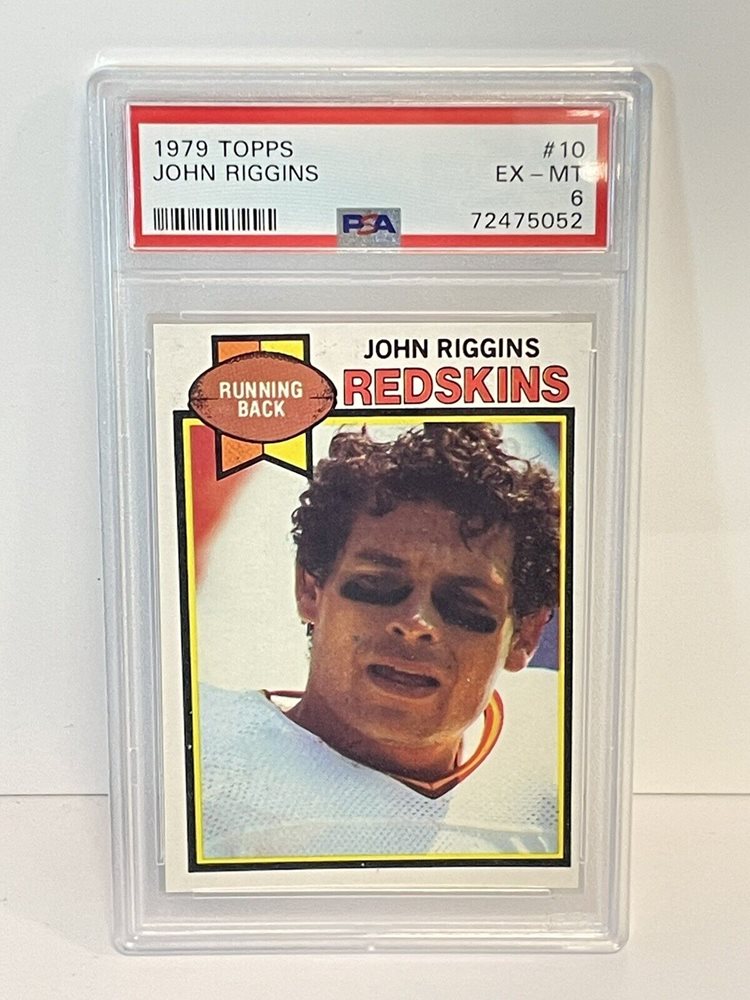 1979 TOPPS #10
JOHN RIGGINS EX - MT
6
PSA 72475052
JOHN RIGGINS
REDSKINS
RUNNING
BACK